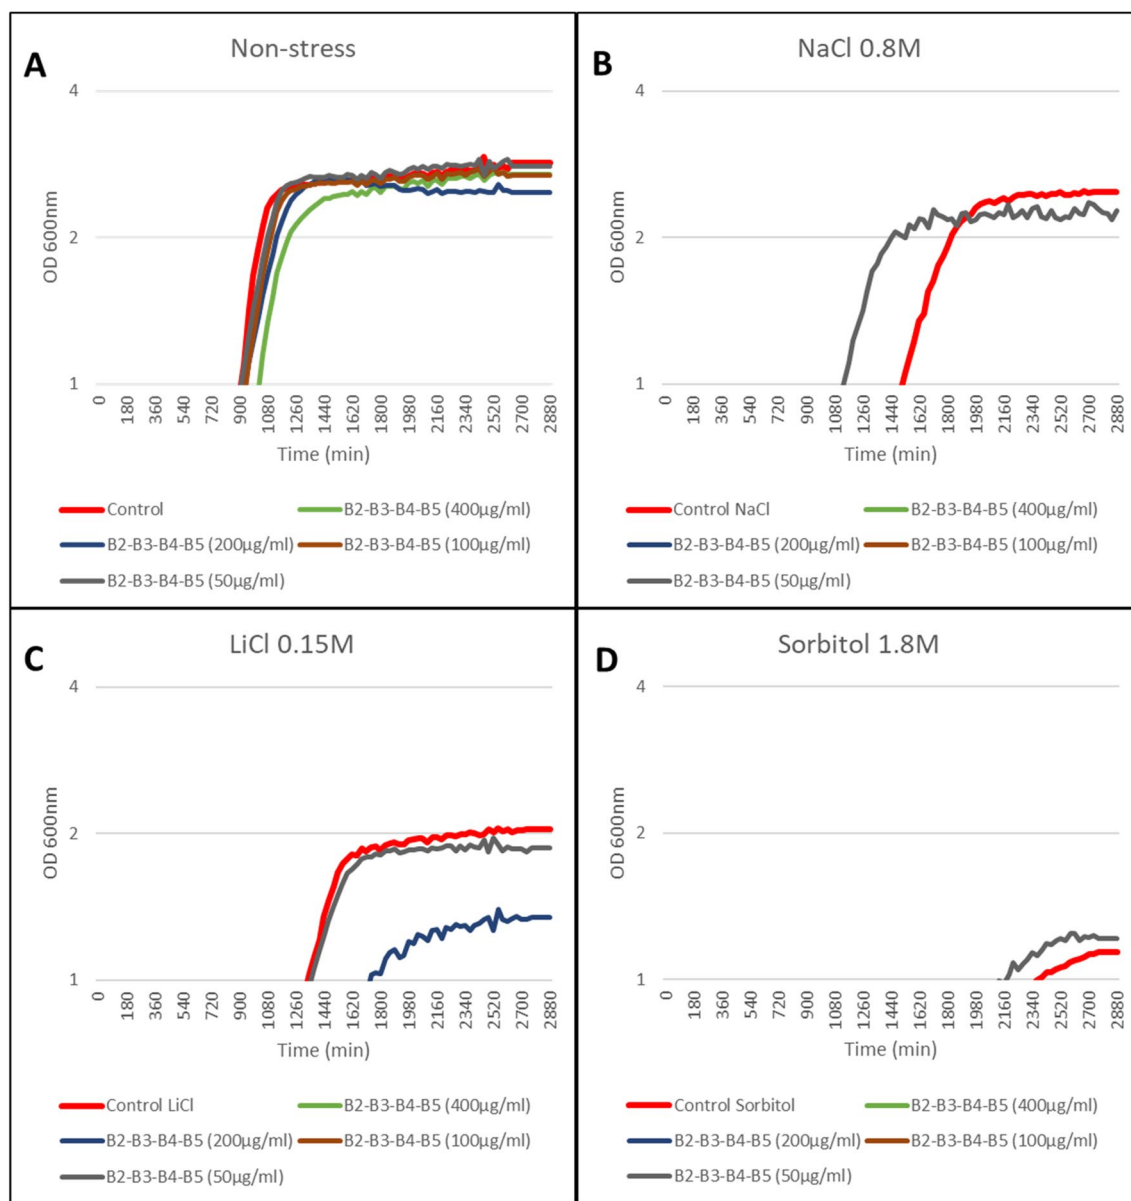 A
Non-stress
4
2
1
OD 600nm
0 180 360 540 720 900 1080 1260 1440 1620 1800 1980 2160 2340 2520 2700 2880
Time (min)
Control
B2-B3-B4-B5 (400µg/ml)
B2-B3-B4-B5 (200µg/ml)
B2-B3-B4-B5 (100µg/ml)
B2-B3-B4-B5 (50µg/ml)
B
NaCl 0.8M
4
2
1
OD 600nm
0 180 360 540 720 900 1080 1260 1440 1620 1800 1980 2160 2340 2520 2700 2880
Time (min)
Control NaCl
B2-B3-B4-B5 (400µg/ml)
B2-B3-B4-B5 (200µg/ml)
B2-B3-B4-B5 (100µg/ml)
B2-B3-B4-B5 (50µg/ml)
C
LiCl 0.15M
4
2
1
OD 600nm
0 180 360 540 720 900 1080 1260 1440 1620 1800 1980 2160 2340 2520 2700 2880
Time (min)
Control LiCl
B2-B3-B4-B5 (400µg/ml)
B2-B3-B4-B5 (200µg/ml)
B2-B3-B4-B5 (100µg/ml)
B2-B3-B4-B5 (50µg/ml)
D
Sorbitol 1.8M
4
2
1
OD 600nm
0 180 360 540 720 900 1080 1260 1440 1620 1800 1980 2160 2340 2520 2700 2880
Time (min)
Control Sorbitol
B2-B3-B4-B5 (400µg/ml)
B2-B3-B4-B5 (200µg/ml)
B2-B3-B4-B5 (100µg/ml)
B2-B3-B4-B5 (50µg/ml)